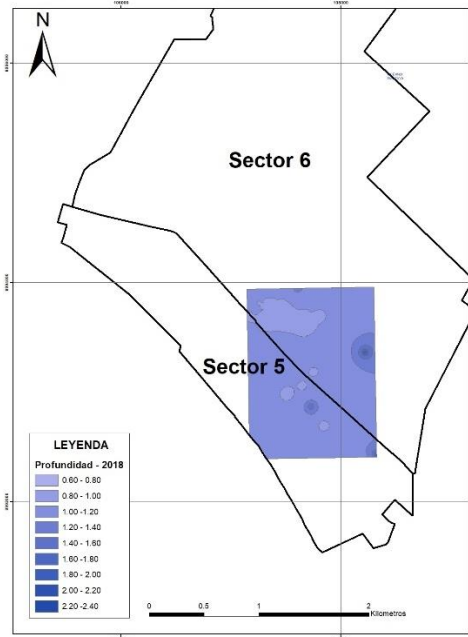 N
Sector 6
Sector 5
LEYENDA
Profundidad - 2018
0.60 - 0.80
0.80 - 1.00
1.00 -1.20
1.20 - 1.40
1.40 - 1.60
1.60 -1.80
1.80 - 2.00
2.00 - 2.20
2.20 -2.40
0 0.5 1 2
Kilometros